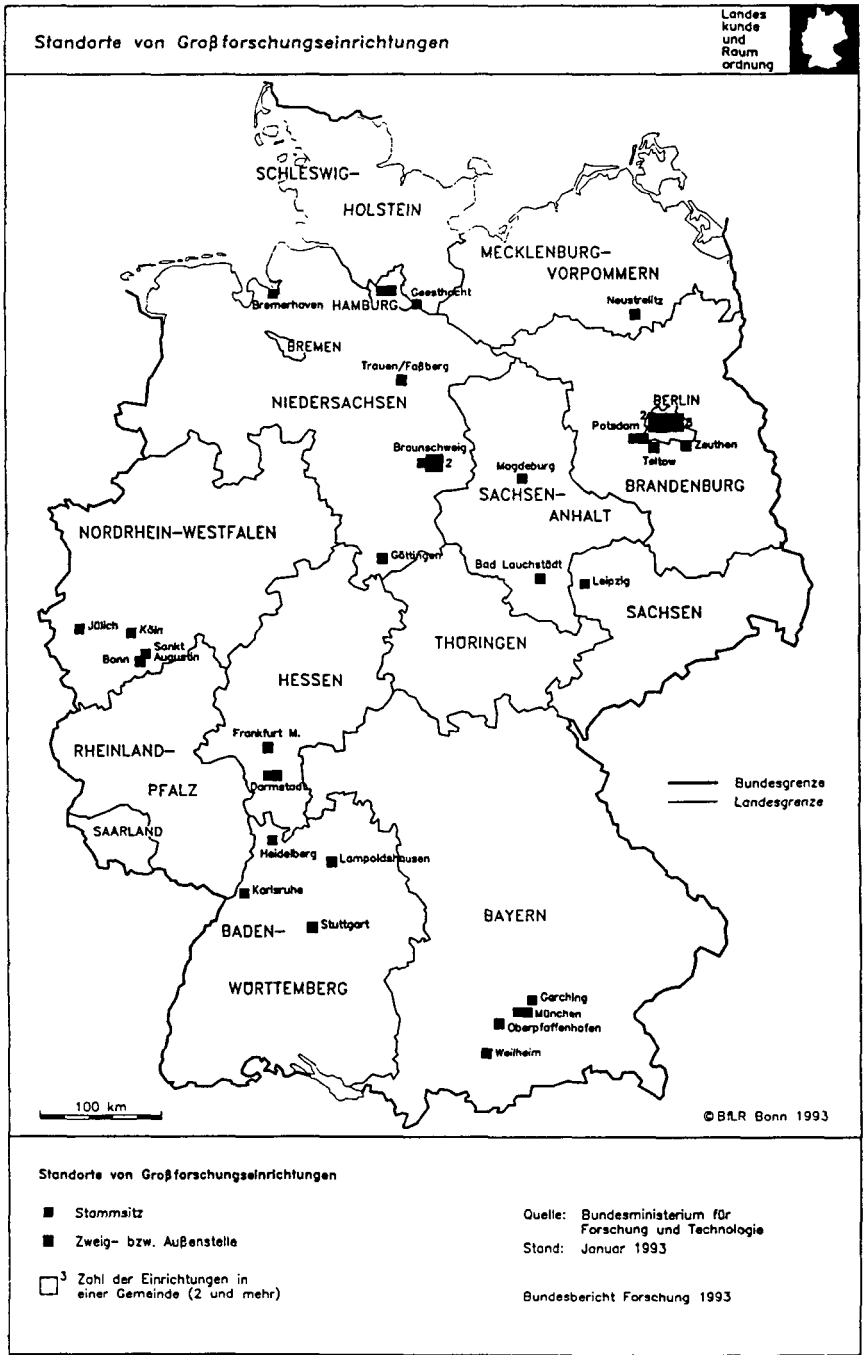 Standorte von Großforschungseinrichtungen
Landes
kunde
und
Raum
ordnung
SCHLESWIG-
HOLSTEIN
MECKLENBURG-
VORPOMMERN
Bremerhaven
HAMBURG
Geesthacht
Neustrelitz
BREMEN
Trauen/Faßberg
NIEDERSACHSEN
BERLIN
2
Potsdam
Zeuthen
Teltow
Braunschweig
2
Magdeburg
SACHSEN-
ANHALT
BRANDENBURG
NORDRHEIN-WESTFALEN
Göttingen
Bad Lauchstädt
Leipzig
SACHSEN
Jülich
Köln
Sankt
Augustin
Bonn
THÜRINGEN
HESSEN
Frankfurt M.
RHEINLAND-
PFALZ
Darmstadt
Bundesgrenze
Landesgrenze
SAARLAND
Heidelberg
Lampoldshausen
Karlsruhe
BADEN-
Stuttgart
BAYERN
WÜRTTEMBERG
Garching
München
Oberpfaffenhofen
Weilheim
100 km
©BfLR Bonn 1993
Standorte von Großforschungseinrichtungen
Stammsitz
Zweig- bzw. Außenstelle
3 Zahl der Einrichtungen in
einer Gemeinde (2 und mehr)
Quelle: Bundesministerium für
Forschung und Technologie
Stand: Januar 1993
Bundesbericht Forschung 1993